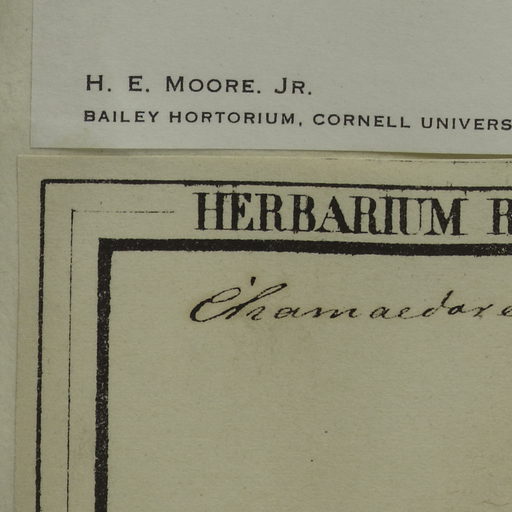 H. E. MOORE. JR.
BAILEY HORTORIUM, CORNELL UNIVERS
HERBARIUM R
Chamaedore